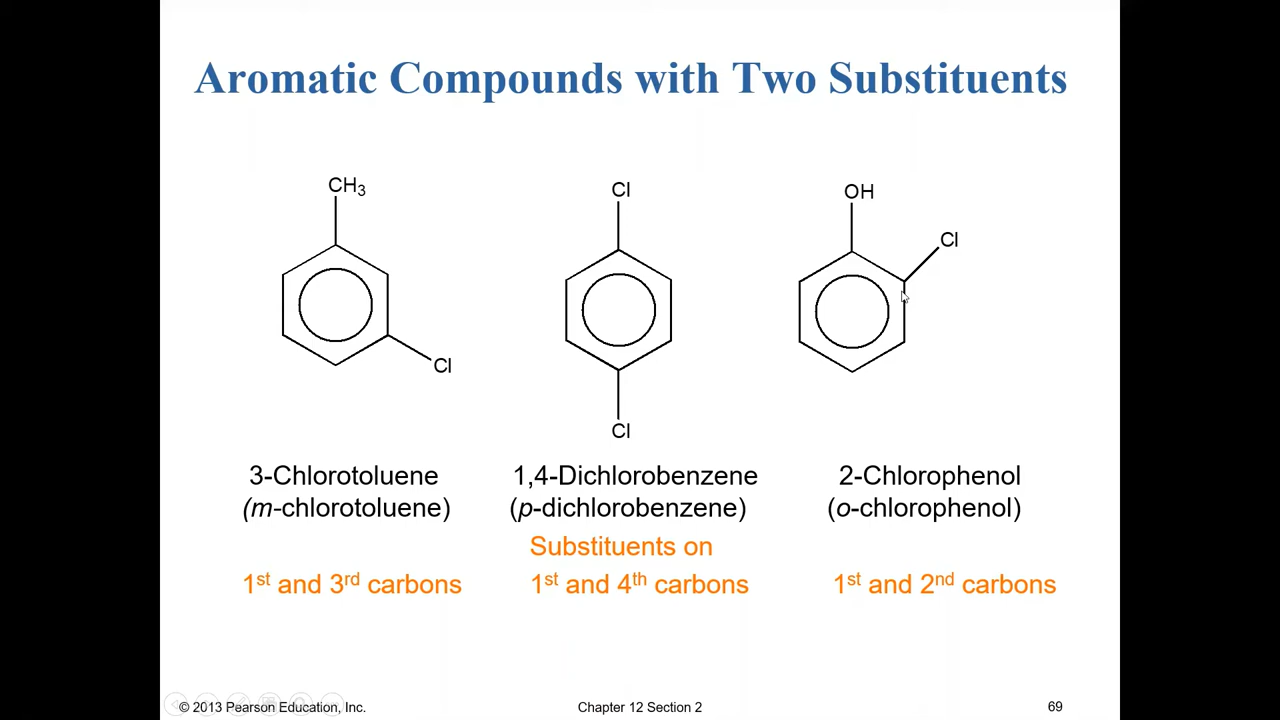 Aromatic Compounds with Two Substituents
CH₃
Cl
Cl
Cl
OH
Cl
3-Chlorotoluene
(m-chlorotoluene)
1,4-Dichlorobenzene
(p-dichlorobenzene)
2-Chlorophenol
(o-chlorophenol)
Substituents on
1st and 3rd carbons
1st and 4th carbons
1st and 2nd carbons
© 2013 Pearson Education, Inc.
Chapter 12 Section 2
69